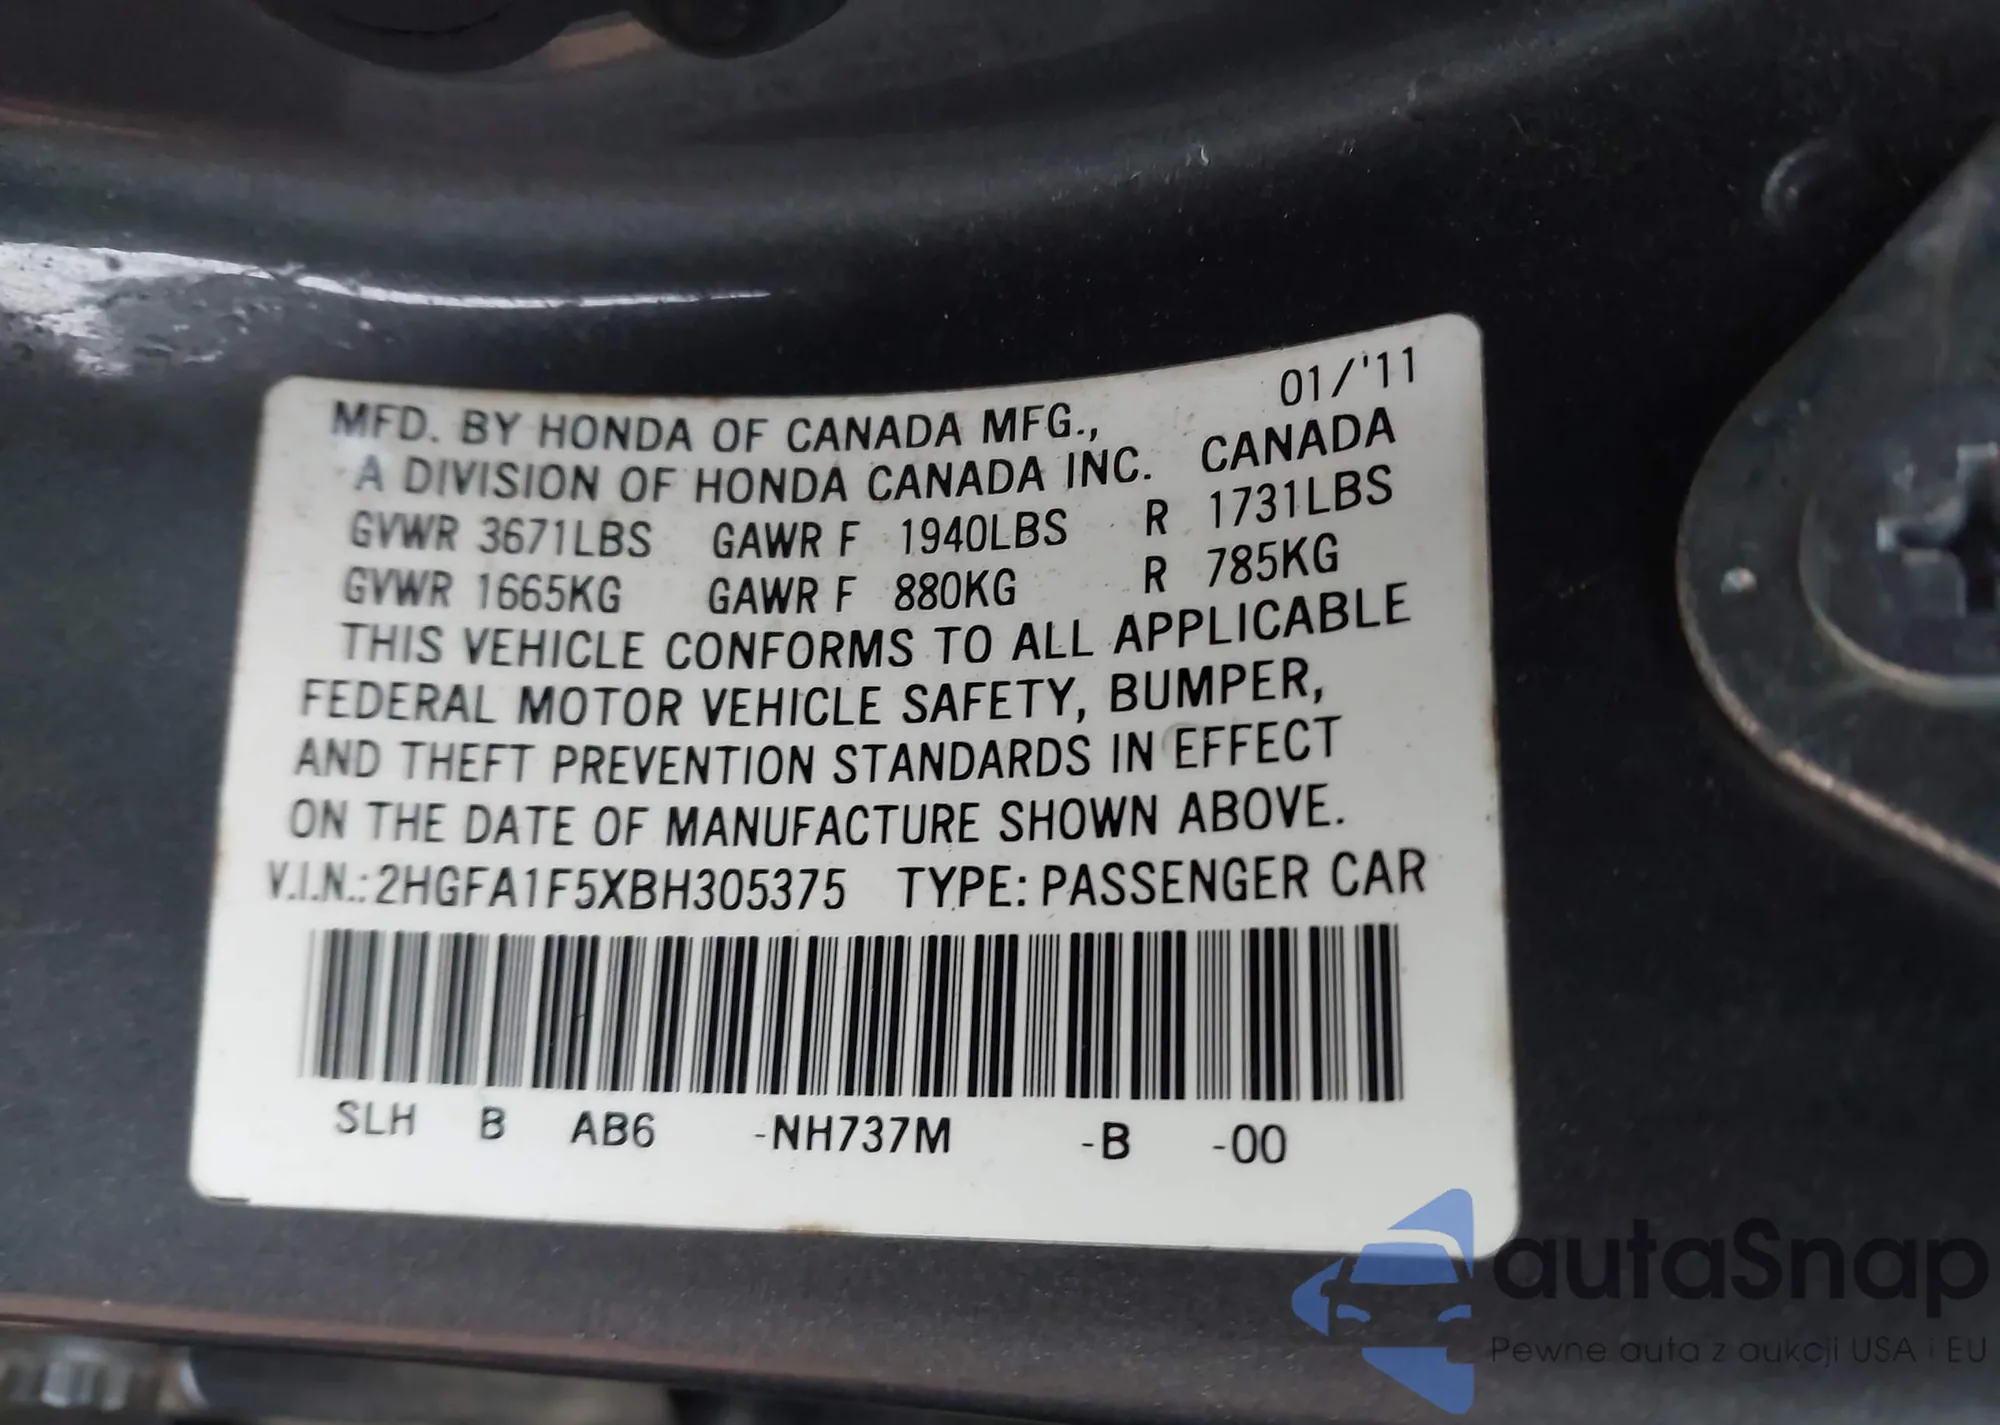 01/'11
MFD. BY HONDA OF CANADA MFG.,
A DIVISION OF HONDA CANADA INC. CANADA
GVWR 3671LBS GAWR F 1940LBS R 1731LBS
GVWR 1665KG GAWR F 880KG R 785KG
THIS VEHICLE CONFORMS TO ALL APPLICABLE
FEDERAL MOTOR VEHICLE SAFETY, BUMPER,
AND THEFT PREVENTION STANDARDS IN EFFECT
ON THE DATE OF MANUFACTURE SHOWN ABOVE.
V.I.N.: 2HGFA1F5XBH305375 TYPE: PASSENGER CAR
SLH B AB6 -NH737M -B -00
autaSnap
Pewne auta z aukcji USA i EU